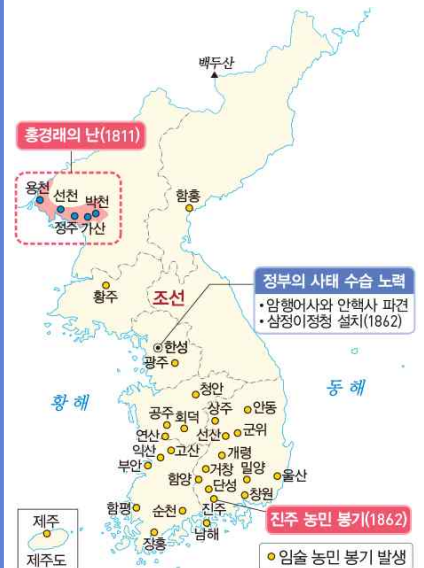 백두산
홍경래의 난(1811)
용천
선천
박천
정주
가산
함흥
황주
조선
정부의 사태 수습 노력
• 암행어사와 안핵사 파견
• 삼정이정청 설치(1862)
한성
광주
황해
동해
청안
공주
회덕
상주
안동
연산
선산
군위
익산
고산
개령
부안
거창
밀양
함양
단성
울산
창원
함평
순천
진주
진주 농민 봉기(1862)
장흥
남해
제주
제주도
임술 농민 봉기 발생